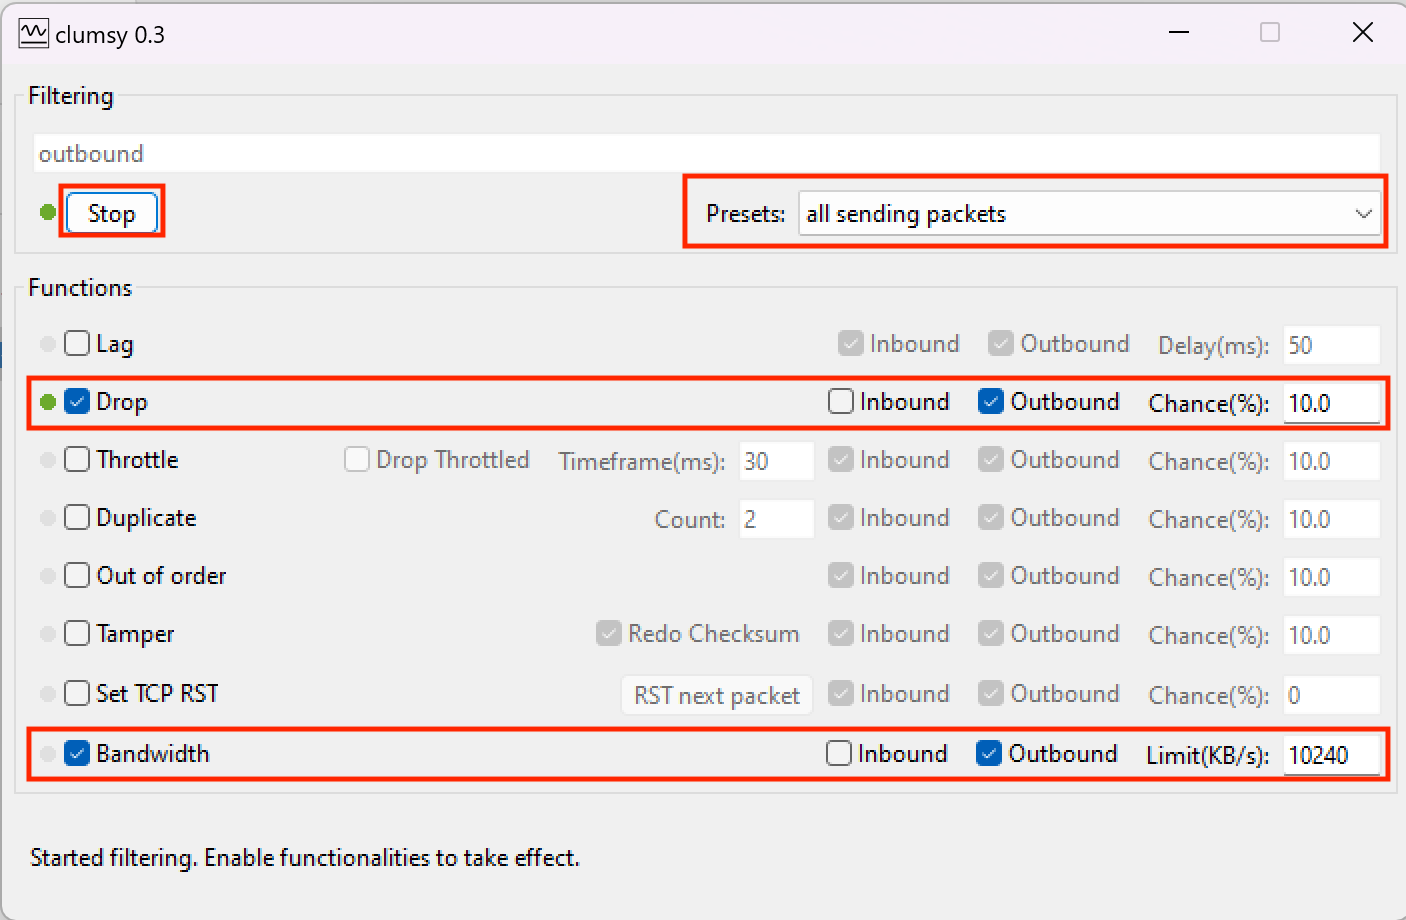 clumsy 0.3
Filtering
outbound
Stop Presets: all sending packets
Functions
Lag Inbound Outbound Delay(ms): 50
Drop Inbound Outbound Chance(%): 10.0
Throttle Drop Throttled Timeframe(ms): 30 Inbound Outbound Chance(%): 10.0
Duplicate Count: 2 Inbound Outbound Chance(%): 10.0
Out of order Inbound Outbound Chance(%): 10.0
Tamper Redo Checksum Inbound Outbound Chance(%): 10.0
Set TCP RST RST next packet Inbound Outbound Chance(%): 0
Bandwidth Inbound Outbound Limit(KB/s): 10240
Started filtering. Enable functionalities to take effect.